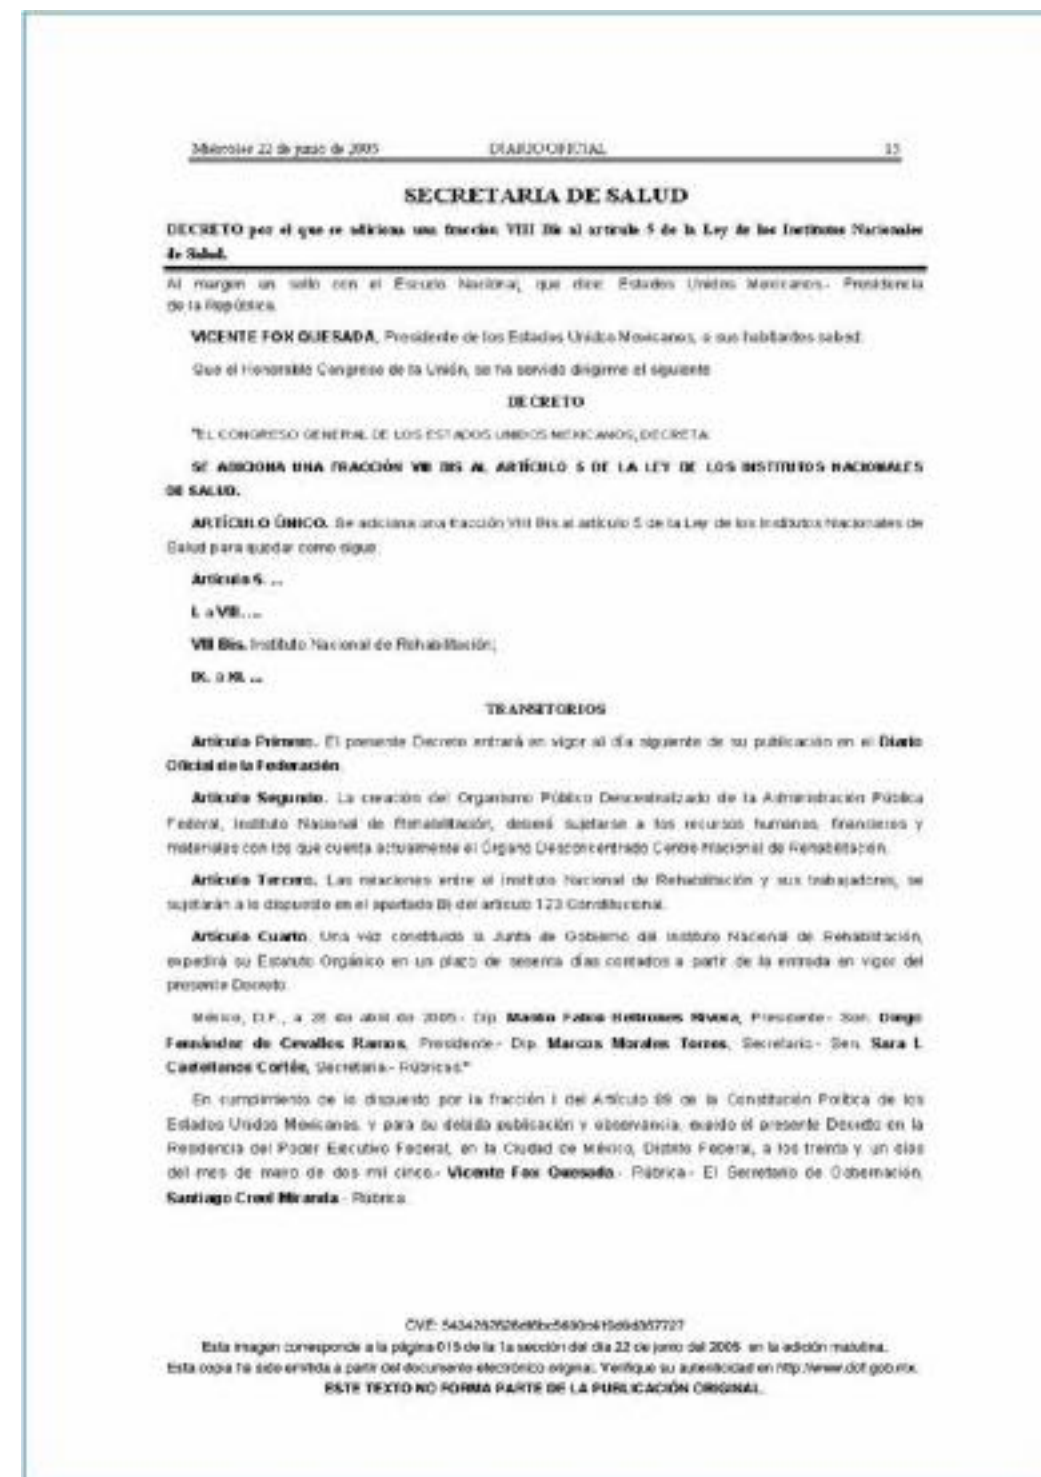 Miércoles 22 de junio de 2005 DIARIO OFICIAL 15
SECRETARIA DE SALUD
DECRETO por el que se adiciona una fracción VIII Bis al artículo 5 de la Ley de los Institutos Nacionales
de Salud.
Al margen un sello con el Escudo Nacional, que dice: Estados Unidos Mexicanos.- Presidencia
de la República.
VICENTE FOX QUESADA, Presidente de los Estados Unidos Mexicanos, a sus habitantes sabed:
Que el Honorable Congreso de la Unión, se ha servido dirigirme el siguiente
DECRETO
"EL CONGRESO GENERAL DE LOS ESTADOS UNIDOS MEXICANOS, DECRETA:
SE ADICIONA UNA FRACCIÓN VIII BIS AL ARTÍCULO 5 DE LA LEY DE LOS INSTITUTOS NACIONALES
DE SALUD.
ARTÍCULO ÚNICO. Se adiciona una fracción VIII Bis al artículo 5 de la Ley de los Institutos Nacionales de
Salud para quedar como sigue:
Artículo 5. ...
I. a VIII. ...
VIII Bis. Instituto Nacional de Rehabilitación;
IX. a XI. ...
TRANSITORIOS
Artículo Primero. El presente Decreto entrará en vigor al día siguiente de su publicación en el Diario
Oficial de la Federación.
Artículo Segundo. La creación del Organismo Público Descentralizado de la Administración Pública
Federal, Instituto Nacional de Rehabilitación, deberá sujetarse a los recursos humanos, financieros y
materiales con los que cuenta actualmente el Órgano Desconcentrado Centro Nacional de Rehabilitación.
Artículo Tercero. Las relaciones entre el Instituto Nacional de Rehabilitación y sus trabajadores, se
sujetarán a lo dispuesto en el apartado B) del artículo 123 Constitucional.
Artículo Cuarto. Una vez constituida la Junta de Gobierno del Instituto Nacional de Rehabilitación,
expedirá su Estatuto Orgánico en un plazo de sesenta días contados a partir de la entrada en vigor del
presente Decreto.
México, D.F., a 28 de abril de 2005.- Dip. Manlio Fabio Beltrones Rivera, Presidente.- Sen. Diego
Fernández de Cevallos Ramos, Presidente.- Dip. Marcos Morales Torres, Secretario.- Sen. Sara I.
Castellanos Cortés, Secretaria.- Rúbricas."
En cumplimiento de lo dispuesto por la fracción I del Artículo 89 de la Constitución Política de los
Estados Unidos Mexicanos, y para su debida publicación y observancia, expido el presente Decreto en la
Residencia del Poder Ejecutivo Federal, en la Ciudad de México, Distrito Federal, a los treinta y un días
del mes de mayo de dos mil cinco.- Vicente Fox Quesada.- Rúbrica.- El Secretario de Gobernación,
Santiago Creel Miranda.- Rúbrica.
CVE:
Esta imagen corresponde a la página 015 de la 1a sección del día 22 de junio del 2005 en la edición matutina.
Esta copia ha sido emitida a partir del documento electrónico original. Verifique su autenticidad en http://www.dof.gob.mx.
ESTE TEXTO NO FORMA PARTE DE LA PUBLICACIÓN ORIGINAL.